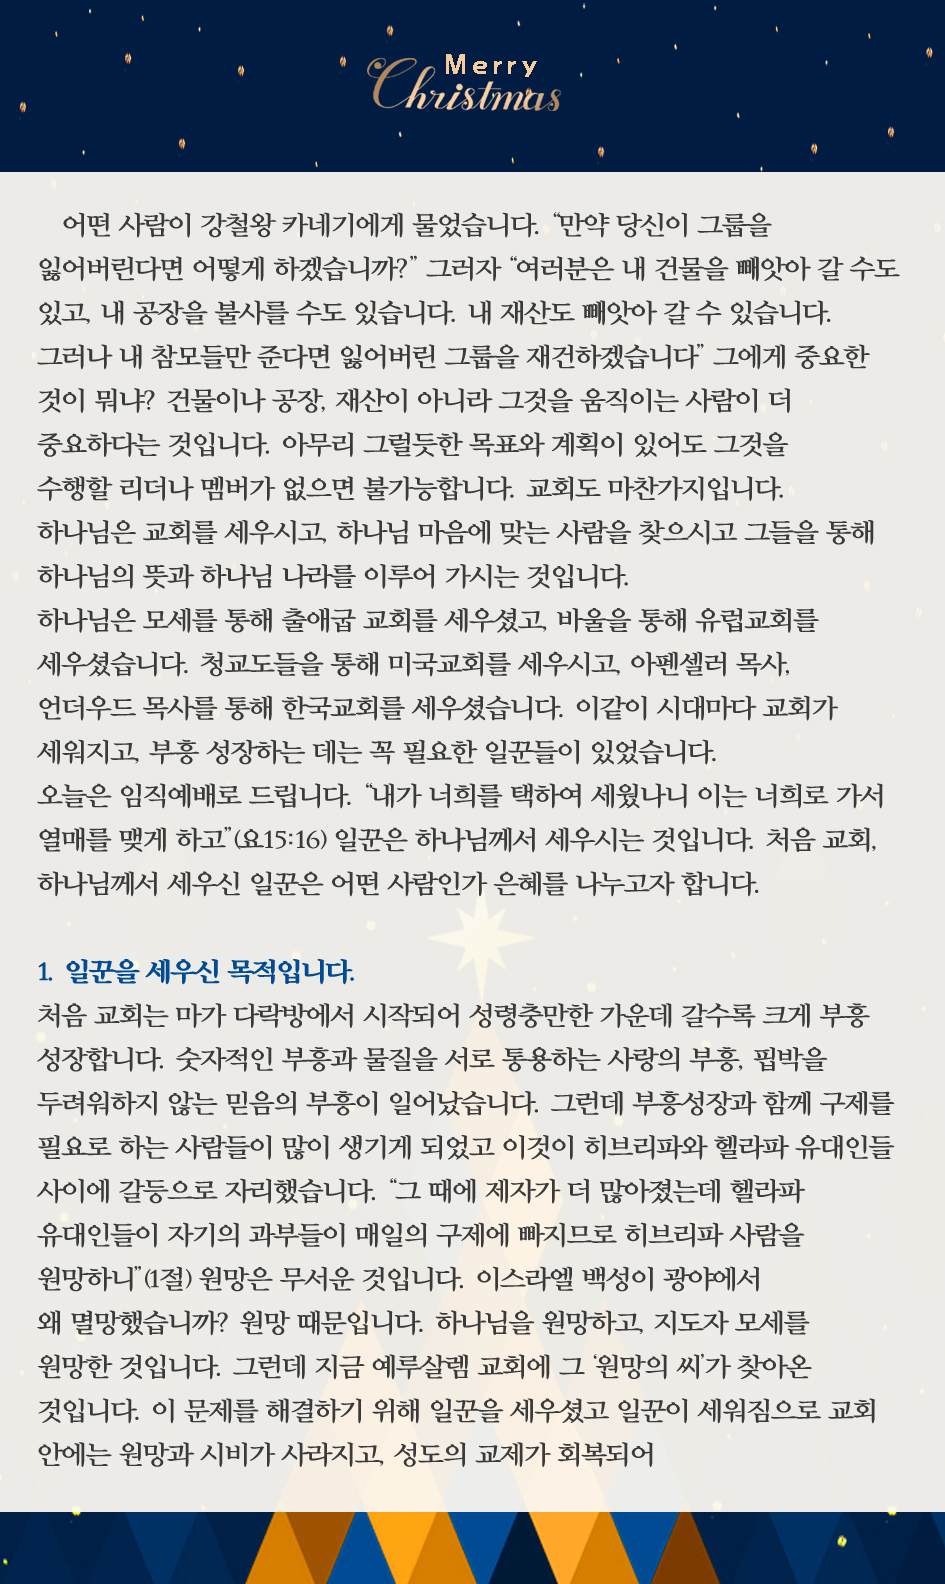 Merry
Christmas
어떤 사람이 강철왕 카네기에게 물었습니다. “만약 당신이 그룹을
잃어버린다면 어떻게 하겠습니까?” 그러자 “여러분은 내 건물을 빼앗아 갈 수도
있고, 내 공장을 불사를 수도 있습니다. 내 재산도 빼앗아 갈 수 있습니다.
그러나 내 참모들만 준다면 잃어버린 그룹을 재건하겠습니다” 그에게 중요한
것이 뭐냐? 건물이나 공장, 재산이 아니라 그것을 움직이는 사람이 더
중요하다는 것입니다. 아무리 그럴듯한 목표와 계획이 있어도 그것을
수행할 리더나 멤버가 없으면 불가능합니다. 교회도 마찬가지입니다.
하나님은 교회를 세우시고, 하나님 마음에 맞는 사람을 찾으시고 그들을 통해
하나님의 뜻과 하나님 나라를 이루어 가시는 것입니다.
하나님은 모세를 통해 출애굽 교회를 세우셨고, 바울을 통해 유럽교회를
세우셨습니다. 청교도들을 통해 미국교회를 세우시고, 아펜셀러 목사,
언더우드 목사를 통해 한국교회를 세우셨습니다. 이같이 시대마다 교회가
세워지고, 부흥 성장하는 데는 꼭 필요한 일꾼들이 있었습니다.
오늘은 임직예배로 드립니다. “내가 너희를 택하여 세웠나니 이는 너희로 가서
열매를 맺게 하고”(요15:16) 일꾼은 하나님께서 세우시는 것입니다. 처음 교회,
하나님께서 세우신 일꾼은 어떤 사람인가 은혜를 나누고자 합니다.
1. 일꾼을 세우신 목적입니다.
처음 교회는 마가 다락방에서 시작되어 성령충만한 가운데 갈수록 크게 부흥
성장합니다. 숫자적인 부흥과 물질을 서로 통용하는 사랑의 부흥, 핍박을
두려워하지 않는 믿음의 부흥이 일어났습니다. 그런데 부흥성장과 함께 구제를
필요로 하는 사람들이 많이 생기게 되었고 이것이 히브리파와 헬라파 유대인들
사이에 갈등으로 자리했습니다. “그 때에 제자가 더 많아졌는데 헬라파
유대인들이 자기의 과부들이 매일의 구제에 빠지므로 히브리파 사람을
원망하니”(1절) 원망은 무서운 것입니다. 이스라엘 백성이 광야에서
왜 멸망했습니까? 원망 때문입니다. 하나님을 원망하고, 지도자 모세를
원망한 것입니다. 그런데 지금 예루살렘 교회에 그 ‘원망의 씨’가 찾아온
것입니다. 이 문제를 해결하기 위해 일꾼을 세우셨고 일꾼이 세워짐으로 교회
안에는 원망과 시비가 사라지고, 성도의 교제가 회복되어